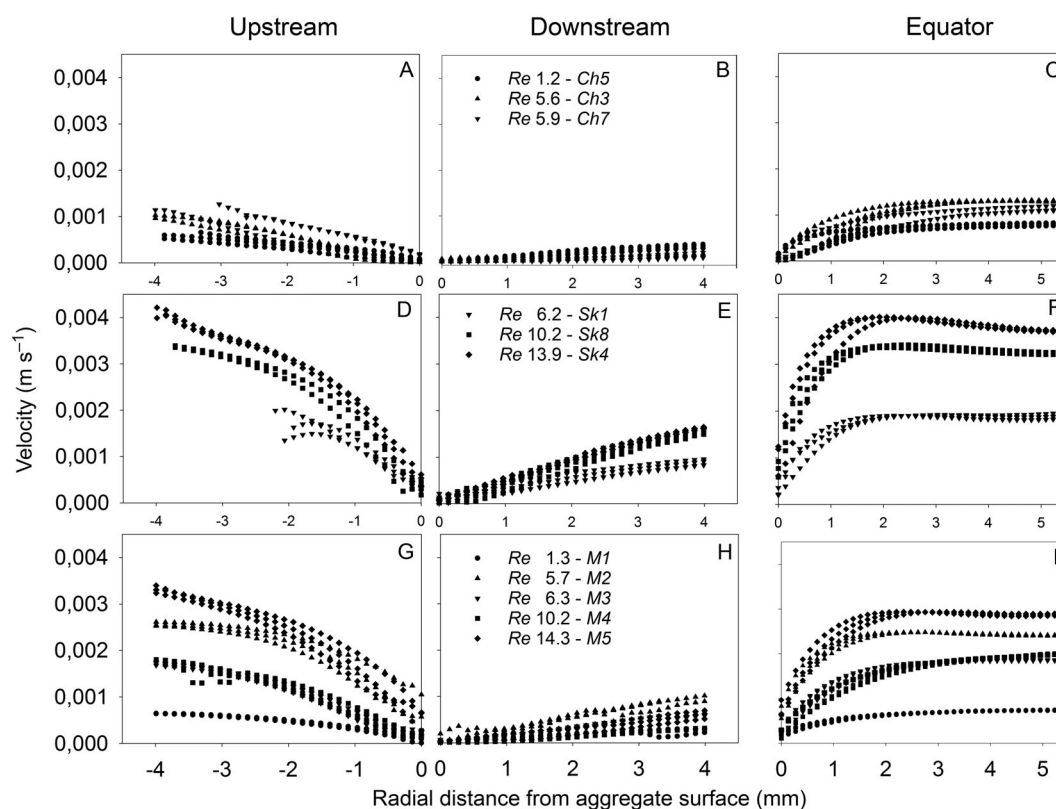 Upstream Downstream Equator
A B C
0,004
0,003
0,002
0,001
0,000
Re 1.2 - Ch5
Re 5.6 - Ch3
Re 5.9 - Ch7
-4 -3 -2 -1 0
0 1 2 3 4
0 1 2 3 4 5
D E F
0,004
0,003
0,002
0,001
0,000
Re 6.2 - Sk1
Re 10.2 - Sk8
Re 13.9 - Sk4
-4 -3 -2 -1 0
0 1 2 3 4
0 1 2 3 4 5
Velocity (m s⁻¹)
G H
0,004
0,003
0,002
0,001
0,000
Re 1.3 - M1
Re 5.7 - M2
Re 6.3 - M3
Re 10.2 - M4
Re 14.3 - M5
-4 -3 -2 -1 0
0 1 2 3 4
0 1 2 3 4 5
Radial distance from aggregate surface (mm)